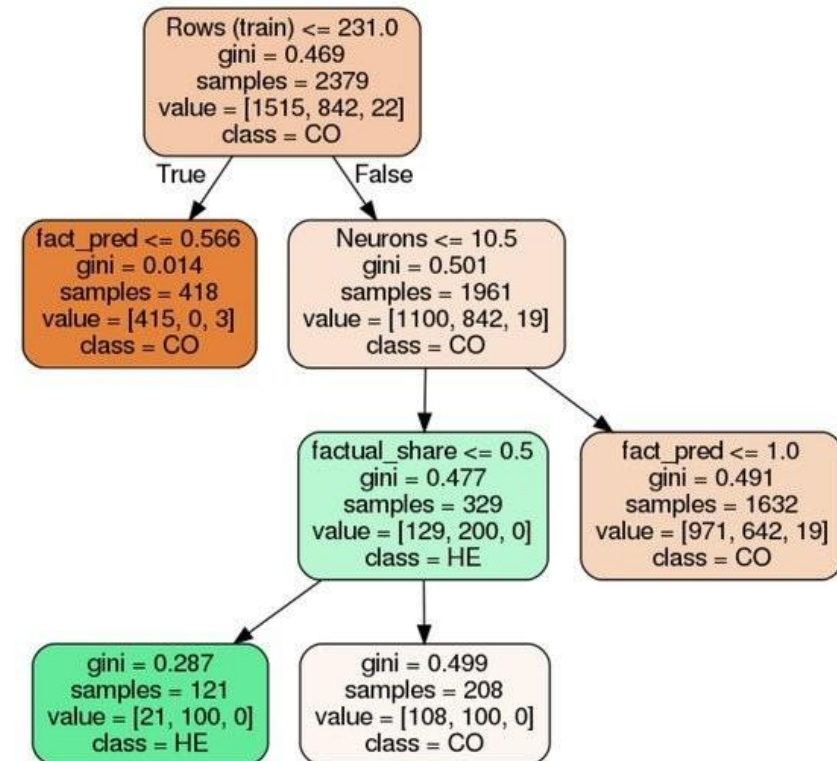 Rows (train) <= 231.0
gini = 0.469
samples = 2379
value = [1515, 842, 22]
class = CO
True
False
fact_pred <= 0.566
gini = 0.014
samples = 418
value = [415, 0, 3]
class = CO
Neurons <= 10.5
gini = 0.501
samples = 1961
value = [1100, 842, 19]
class = CO
factual_share <= 0.5
gini = 0.477
samples = 329
value = [129, 200, 0]
class = HE
fact_pred <= 1.0
gini = 0.491
samples = 1632
value = [971, 642, 19]
class = CO
gini = 0.287
samples = 121
value = [21, 100, 0]
class = HE
gini = 0.499
samples = 208
value = [108, 100, 0]
class = CO